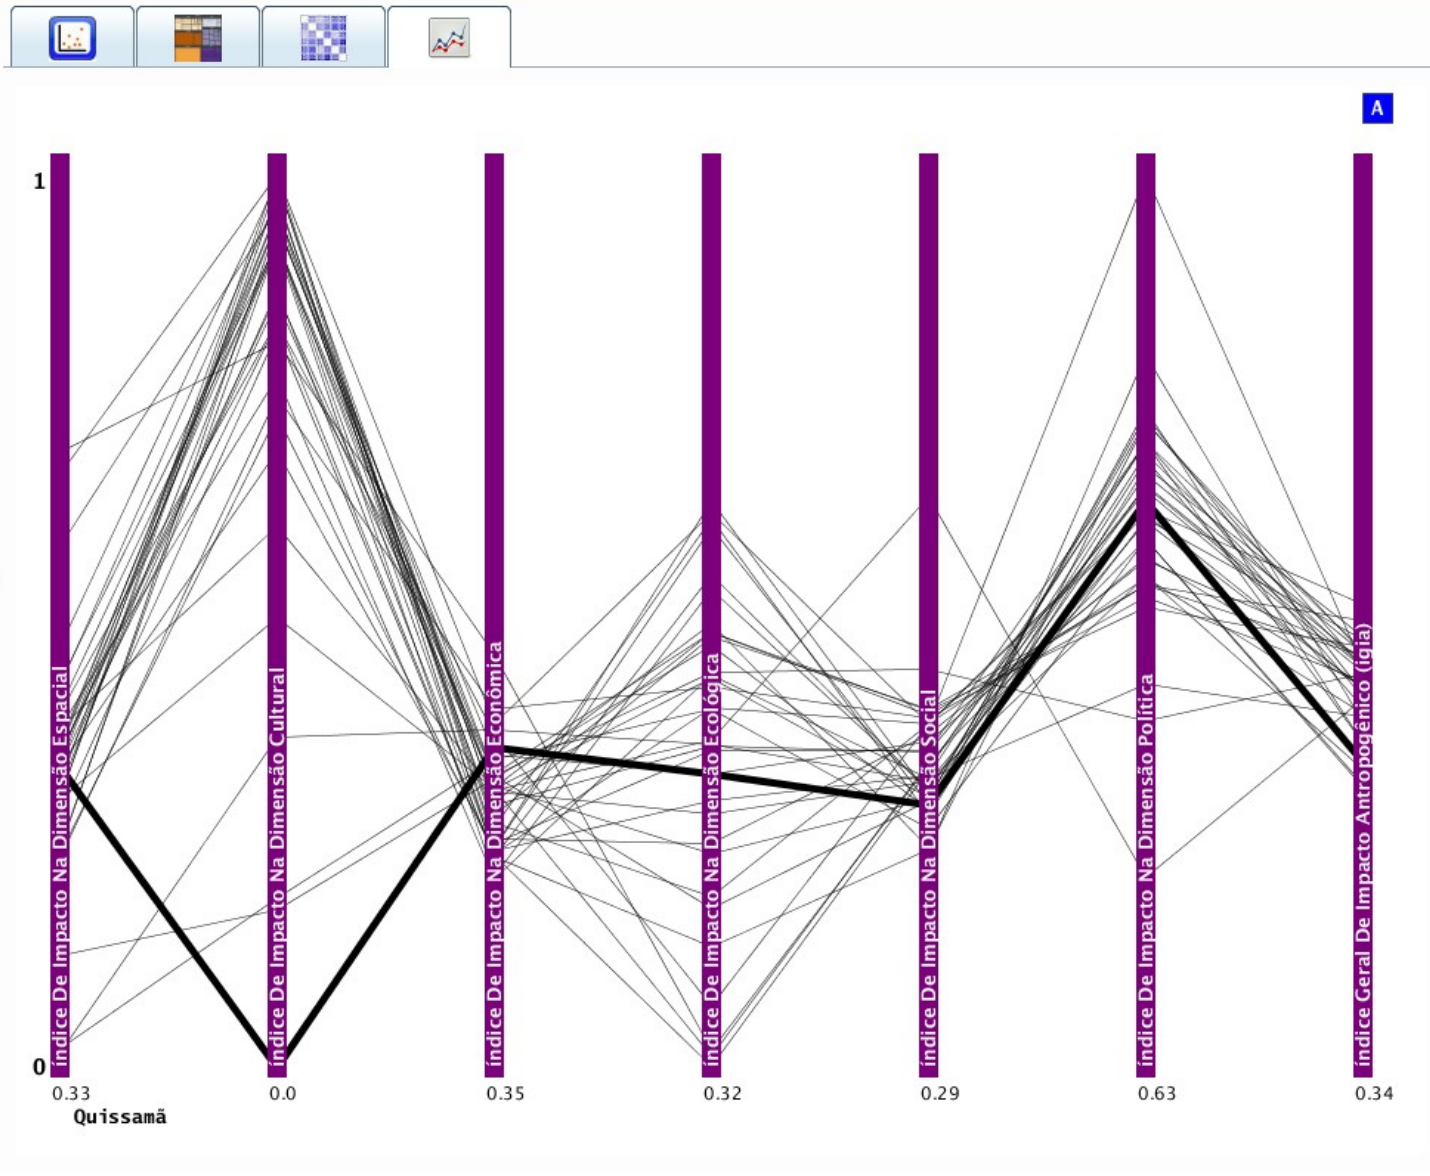 A
1
índice De Impacto Na Dimensão Espacial
índice De Impacto Na Dimensão Cultural
índice De Impacto Na Dimensão Econômica
índice De Impacto Na Dimensão Ecológica
índice De Impacto Na Dimensão Social
índice De Impacto Na Dimensão Política
índice Geral De Impacto Antropogênico (igia)
0
0.33 0.0 0.35 0.32 0.29 0.63 0.34
Quissamã